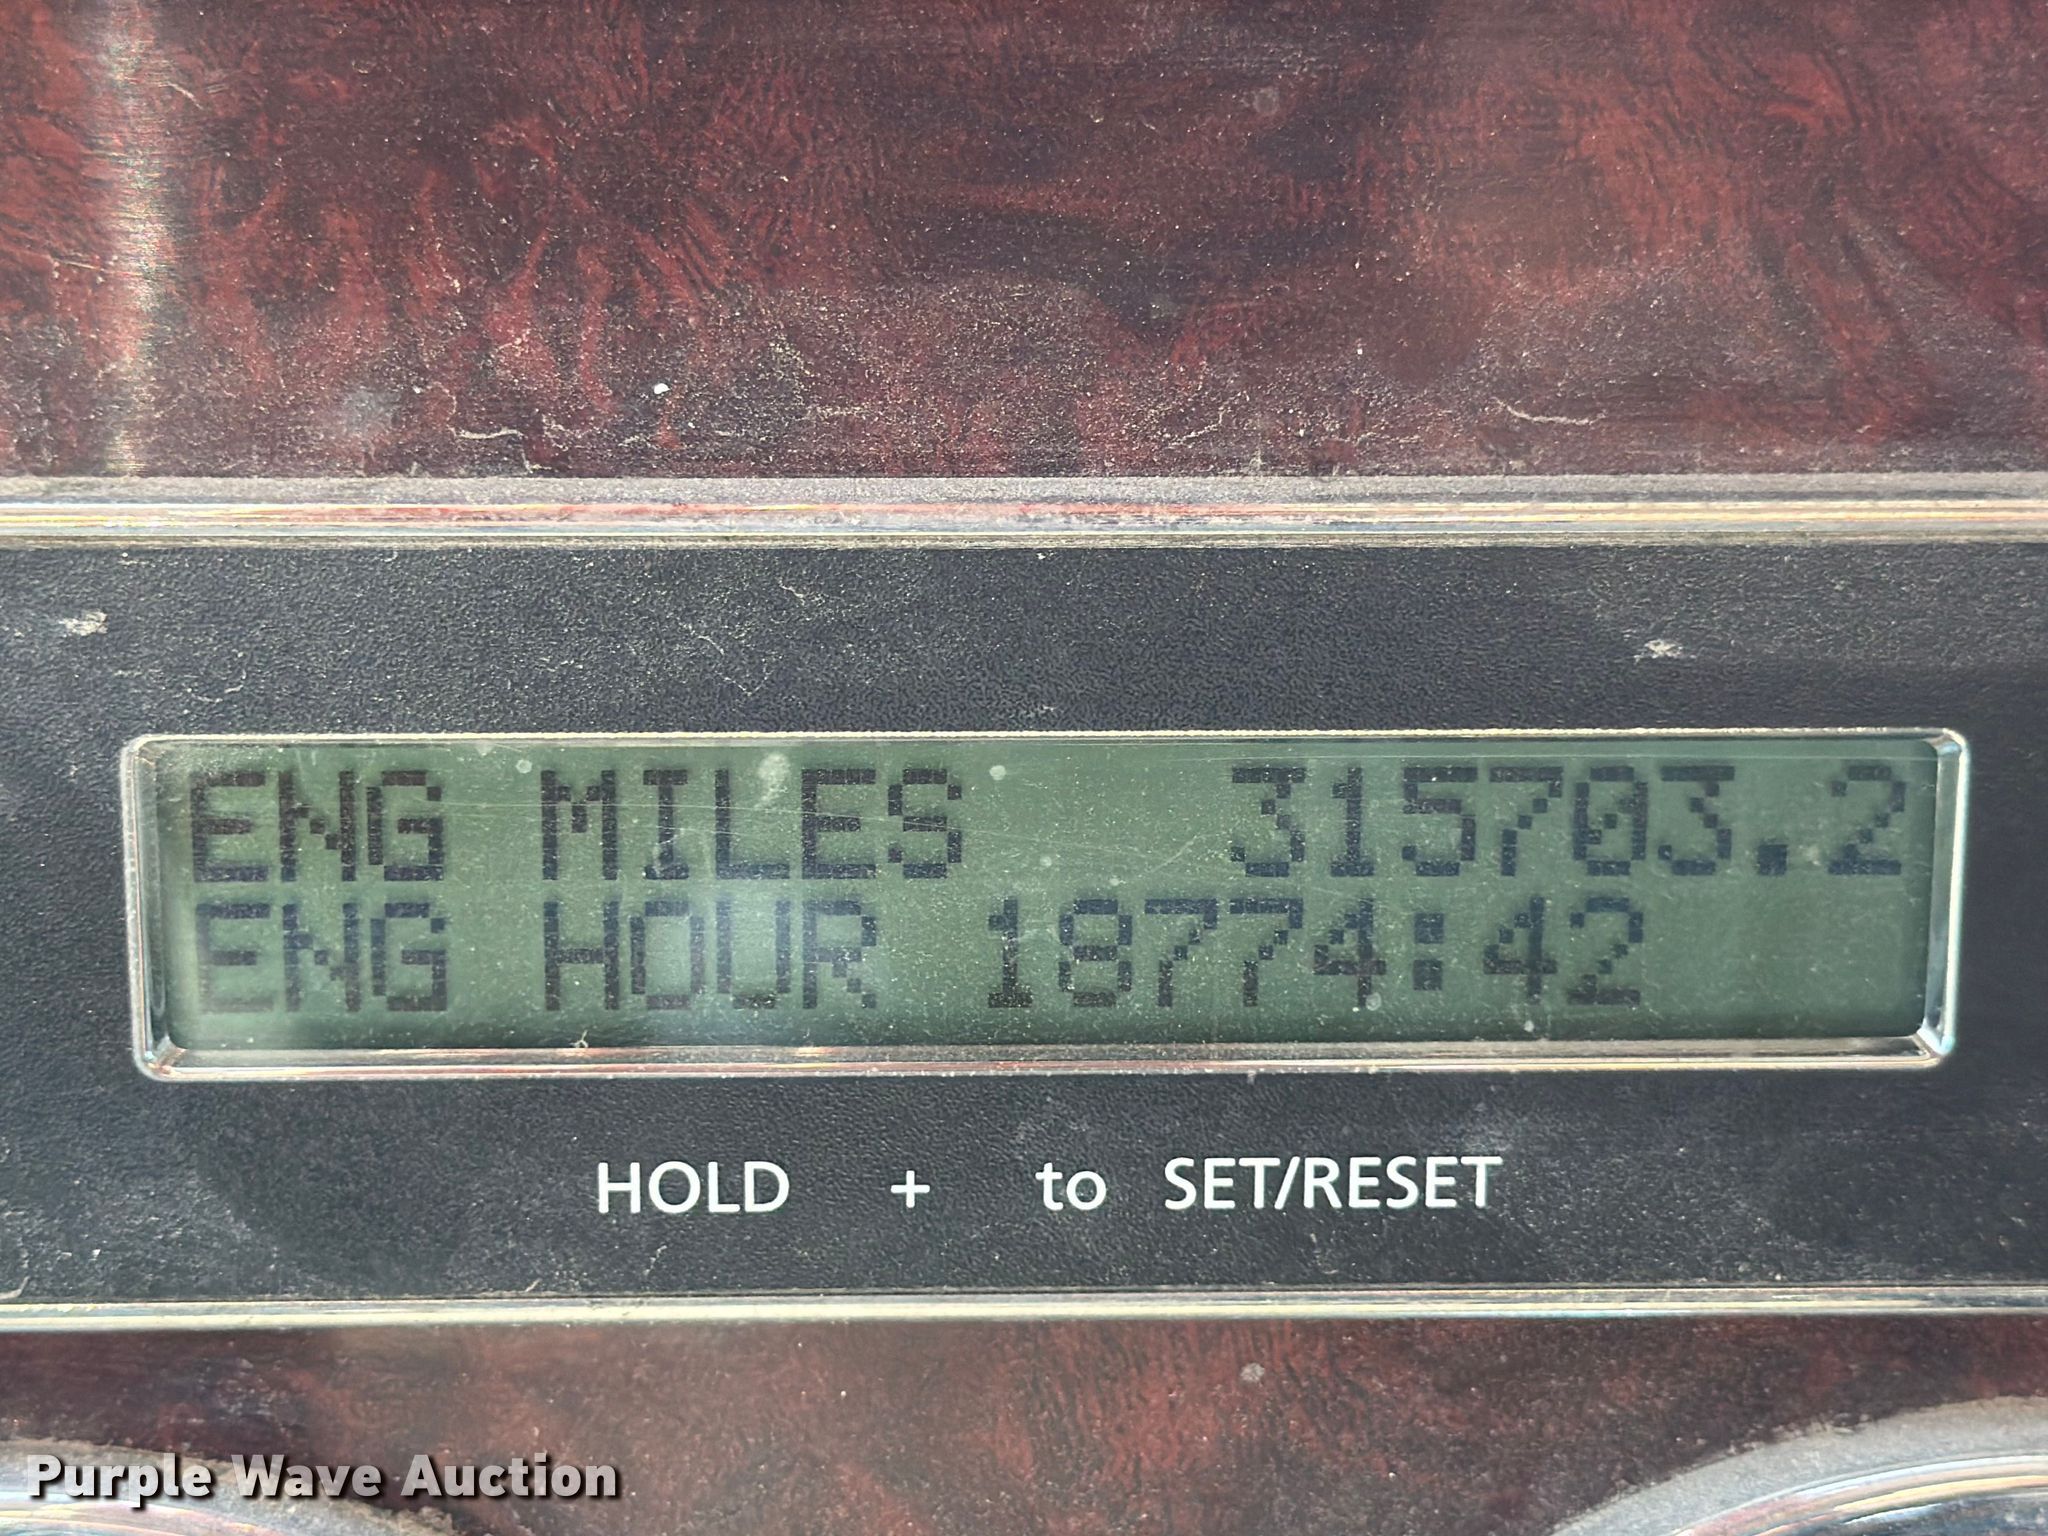 ENG MILES 315703.2
ENG HOUR 18774:42
HOLD + to SET/RESET
Purple Wave Auction